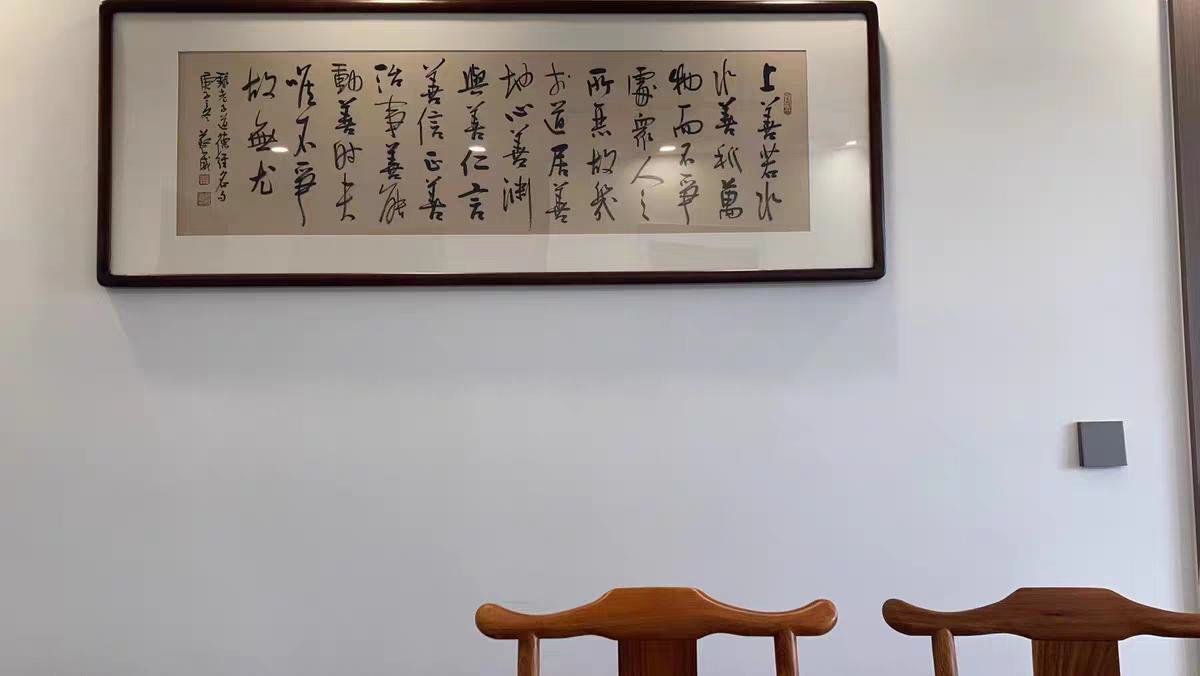 上善若水
水善利萬
物而不爭
處眾人之
所惡故幾
於道居善
地心善淵
與善仁言
善信正善
治事善能
動善時夫
唯不爭
故無尤
錄老子道德經名句
庚子